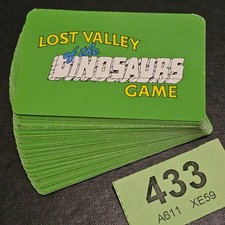 LOST VALLEY
of the
DINOSAURS
GAME
433
A611 XE59